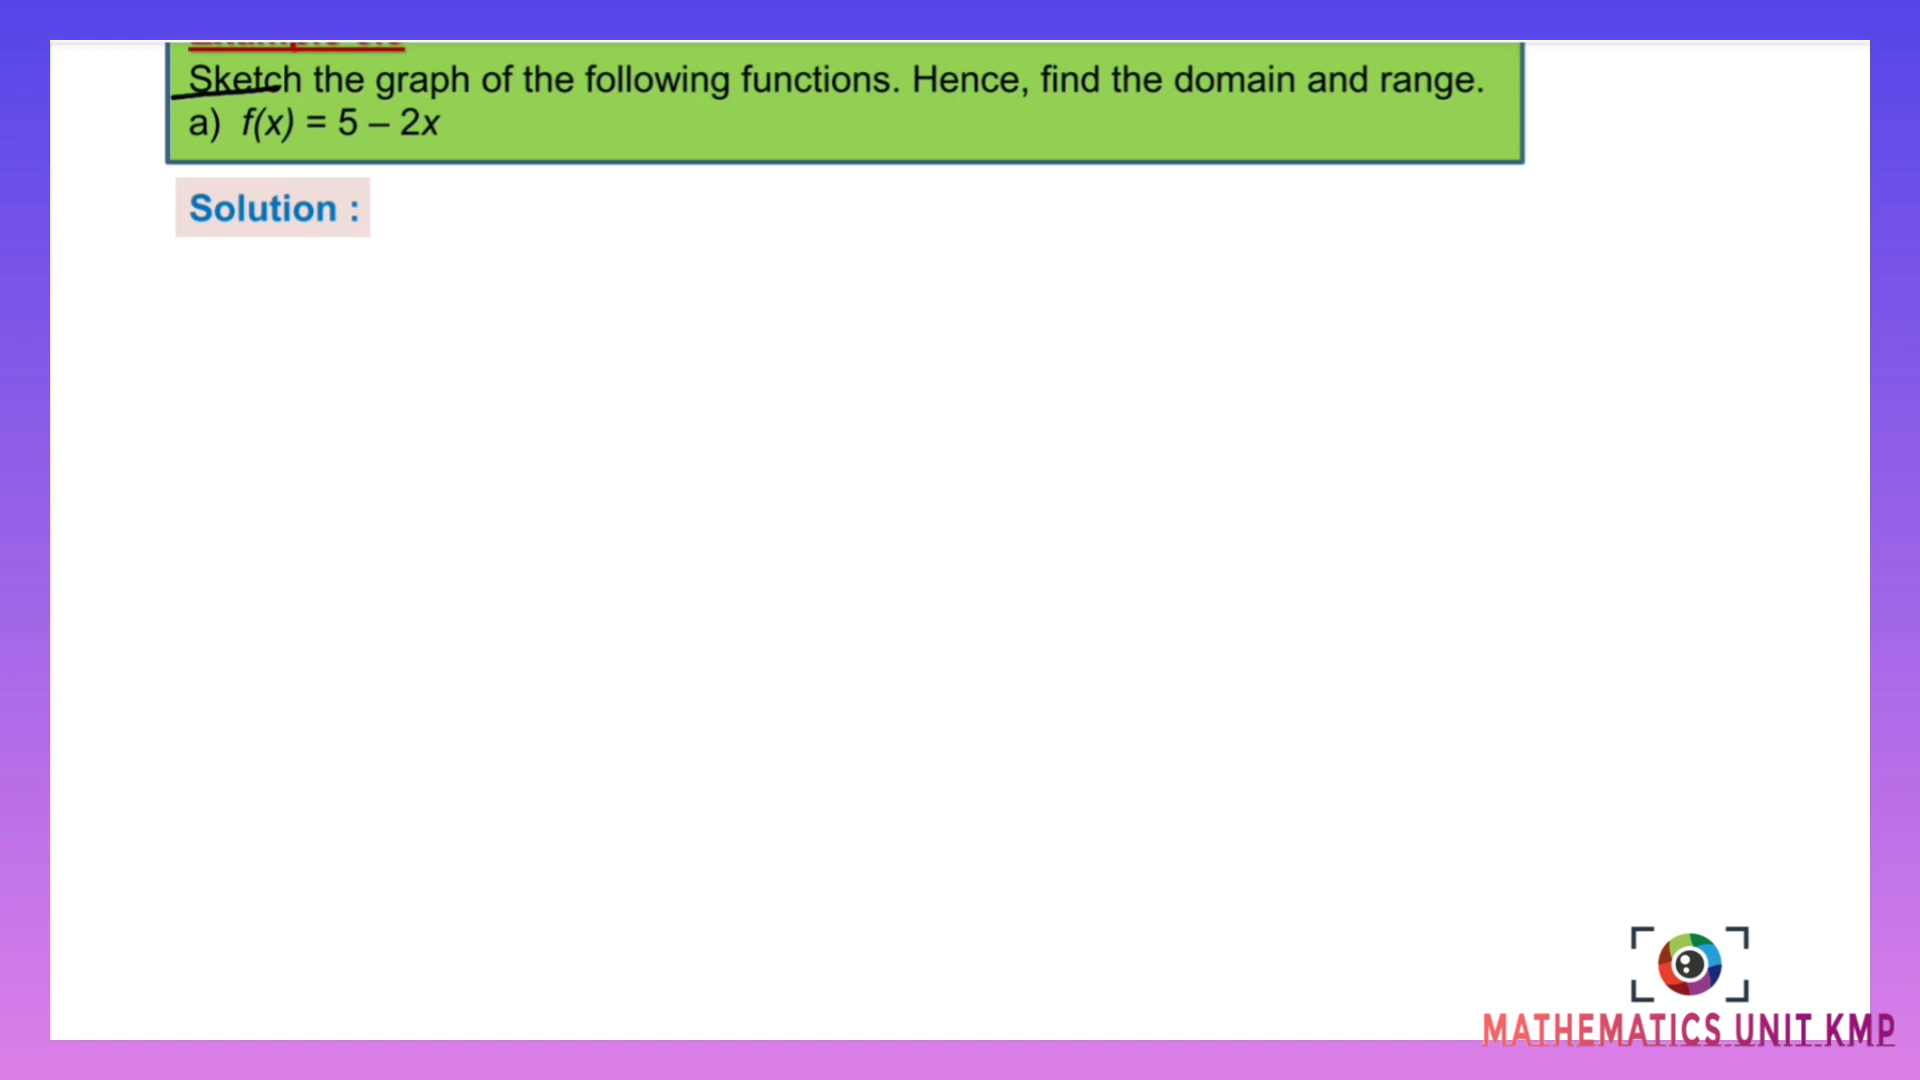 Sketch the graph of the following functions. Hence, find the domain and range.
a) f(x) = 5 – 2x
Solution :
MATHEMATICS UNIT KMP